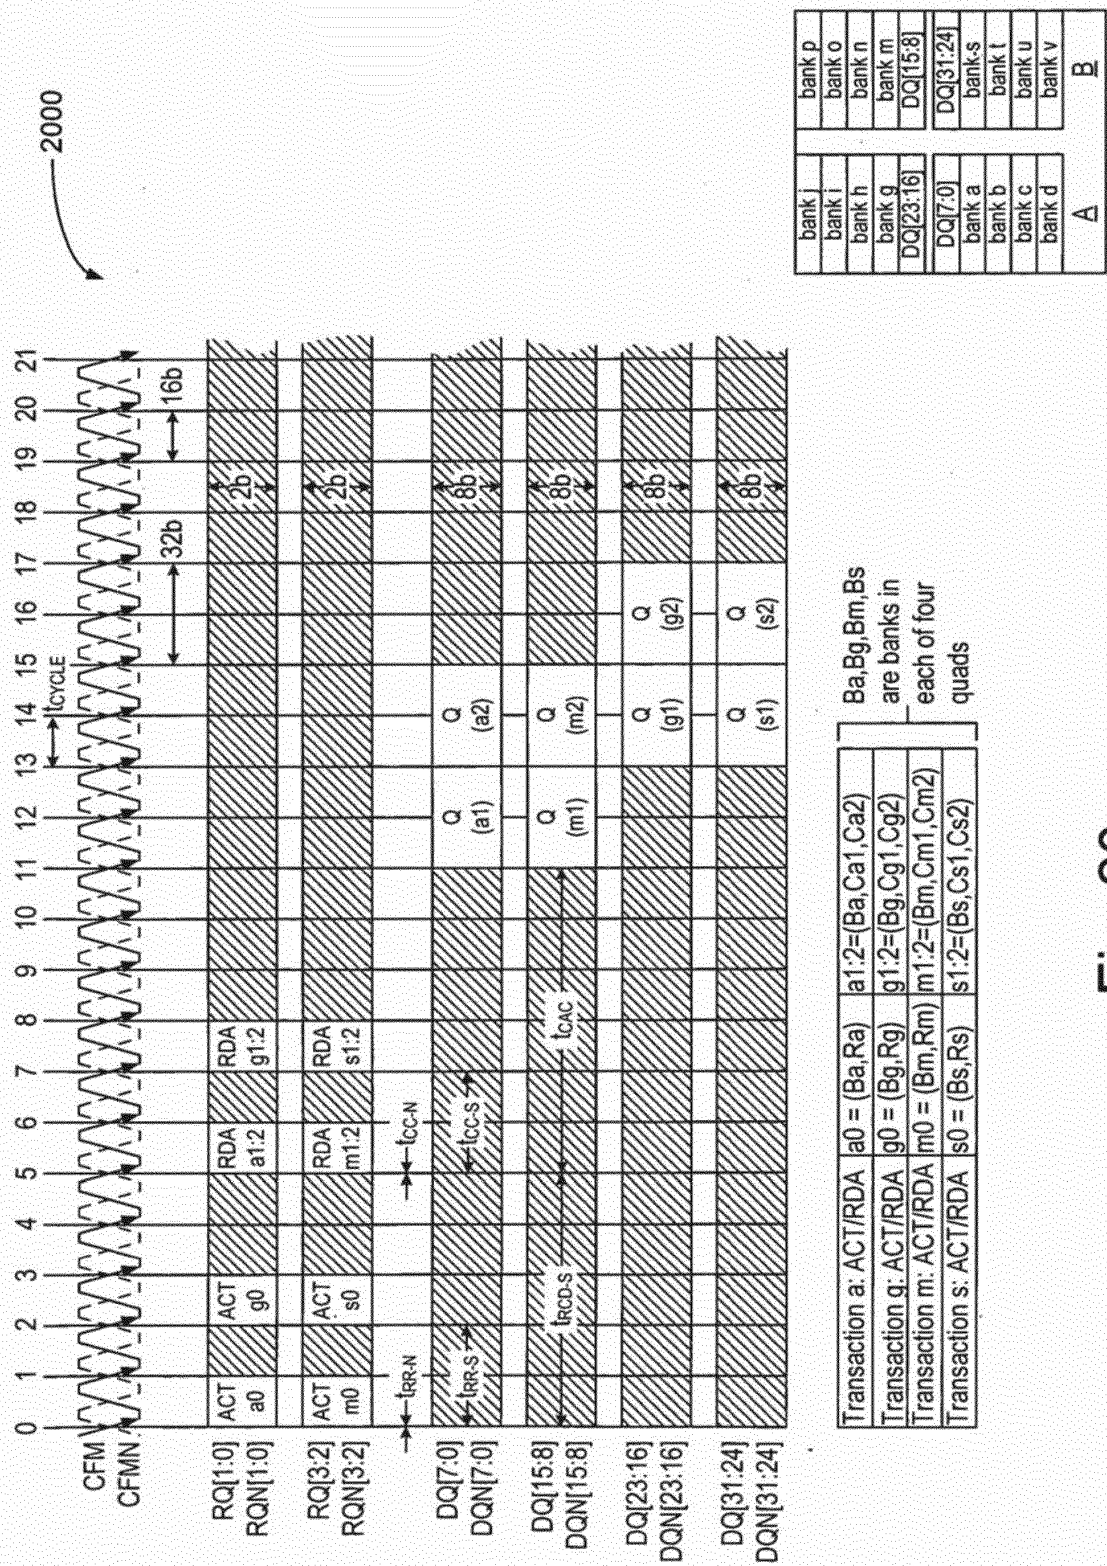 2000
0 1 2 3 4 5 6 7 8 9 10 11 12 13 14 15 16 17 18 19 20 21
CFM
CFMN
tCYCLE
32b
16b
RQ[1:0]
RQN[1:0]
ACT
a0
ACT
g0
RDA
a1:2
RDA
g1:2
2b
RQ[3:2]
RQN[3:2]
ACT
m0
ACT
s0
RDA
m1:2
RDA
s1:2
2b
tRR-N
tCC-N
DQ[7:0]
DQN[7:0]
tRR-S
tCC-S
Q
(a1)
Q
(a2)
8b
DQ[15:8]
DQN[15:8]
tRCD-S
tCAC
Q
(m1)
Q
(m2)
8b
DQ[23:16]
DQN[23:16]
Q
(g1)
Q
(g2)
8b
DQ[31:24]
DQN[31:24]
Q
(s1)
Q
(s2)
8b
Transaction a: ACT/RDA a0 = (Ba,Ra) a1:2=(Ba,Ca1,Ca2)
Transaction g: ACT/RDA g0 = (Bg,Rg) g1:2=(Bg,Cg1,Cg2)
Transaction m: ACT/RDA m0 = (Bm,Rm) m1:2=(Bm,Cm1,Cm2)
Transaction s: ACT/RDA s0 = (Bs,Rs) s1:2=(Bs,Cs1,Cs2)
Ba,Bg,Bm,Bs
are banks in
each of four
quads
bank j bank p
bank i bank o
bank h bank n
bank g bank m
DQ[23:16] DQ[15:8]
DQ[7:0] DQ[31:24]
bank a bank-s
bank b bank t
bank c bank u
bank d bank v
A B